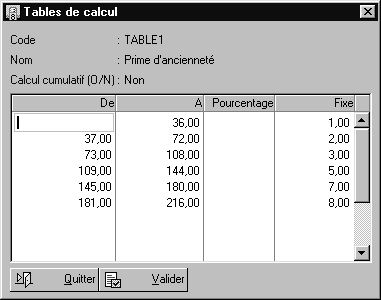 Tables de calcul
Code : TABLE1
Nom : Prime d'ancienneté
Calcul cumulatif (O/N) : Non
De A Pourcentage Fixe
36,00 1,00
37,00 72,00 2,00
73,00 108,00 3,00
109,00 144,00 5,00
145,00 180,00 7,00
181,00 216,00 8,00
Quitter Valider